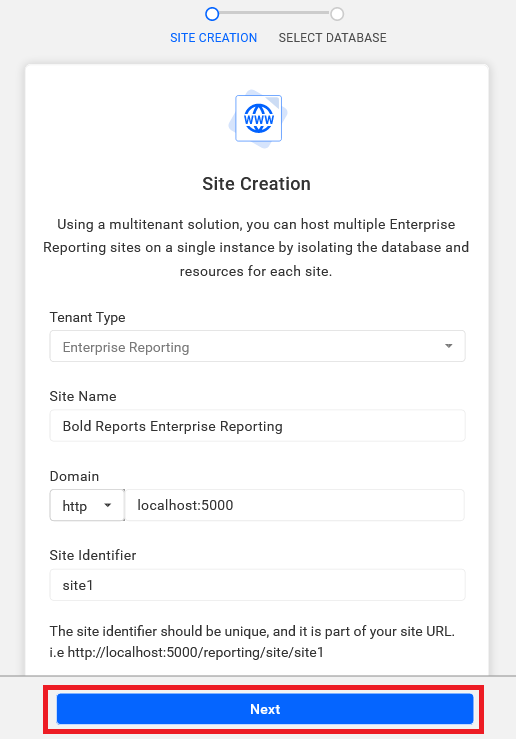 SITE CREATION SELECT DATABASE
WWW
Site Creation
Using a multitenant solution, you can host multiple Enterprise
Reporting sites on a single instance by isolating the database and
resources for each site.
Tenant Type
Enterprise Reporting
Site Name
Bold Reports Enterprise Reporting
Domain
http localhost:5000
Site Identifier
site1
The site identifier should be unique, and it is part of your site URL.
i.e http://localhost:5000/reporting/site/site1
Next